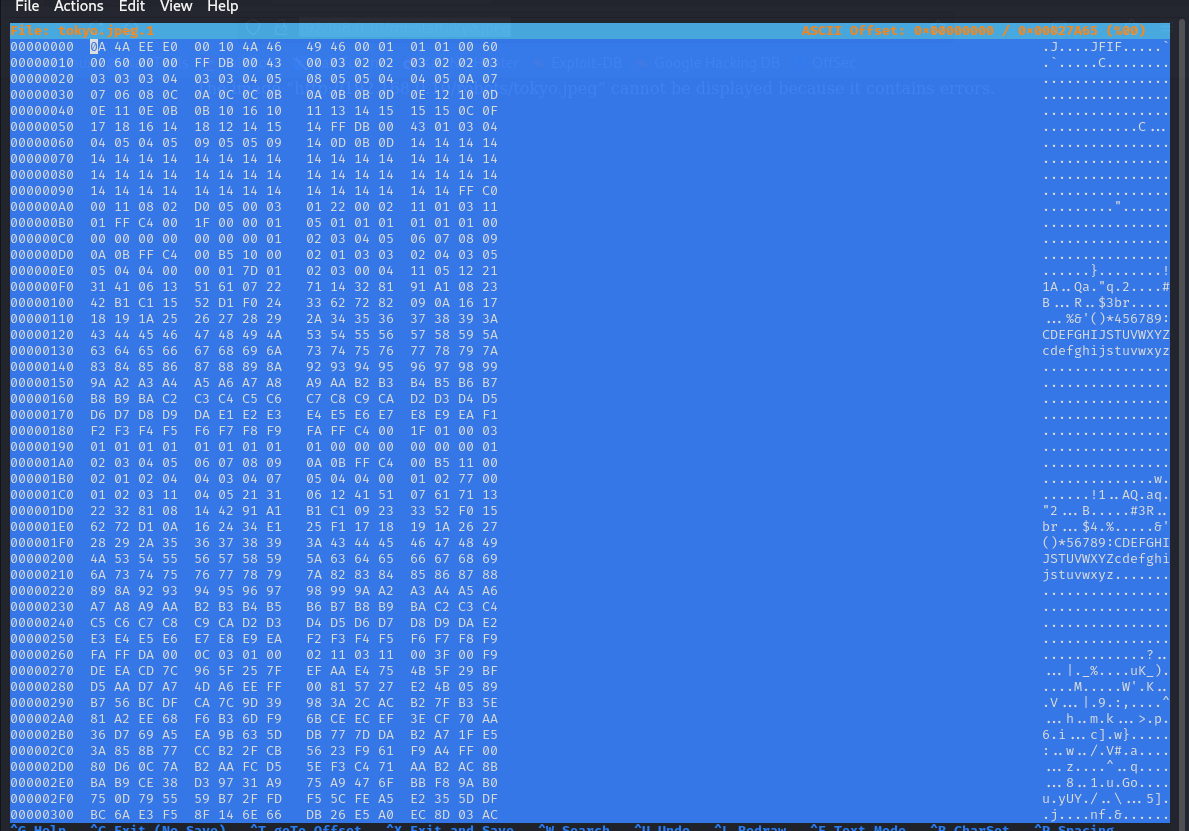 File Actions Edit View Help
File: tokyo.jpeg.1 ASCII Offset: 0×00000000 / 0×00027A65 (%00)
00000000 0A 4A EE E0 00 10 4A 46 49 46 00 01 01 01 00 60 .J....JFIF.....`
00000010 00 60 00 00 FF DB 00 43 00 03 02 02 03 02 02 03 .`.....C........
00000020 03 03 03 04 03 03 04 05 08 05 05 04 04 05 0A 07 ................
00000030 07 06 08 0C 0A 0C 0C 0B 0A 0B 0B 0D 0E 12 10 0D ................
00000040 0E 11 0E 0B 0B 10 16 10 11 13 14 15 15 15 0C 0F ................
00000050 17 18 16 14 18 12 14 15 14 FF DB 00 43 01 03 04 ............C...
00000060 04 05 04 05 09 05 05 09 14 0D 0B 0D 14 14 14 14 ................
00000070 14 14 14 14 14 14 14 14 14 14 14 14 14 14 14 14 ................
00000080 14 14 14 14 14 14 14 14 14 14 14 14 14 14 14 14 ................
00000090 14 14 14 14 14 14 14 14 14 14 14 14 14 14 FF C0 ................
000000A0 00 11 08 02 D0 05 00 03 01 22 00 02 11 01 03 11 ........."......
000000B0 01 FF C4 00 1F 00 00 01 05 01 01 01 01 01 01 00 ................
000000C0 00 00 00 00 00 00 00 01 02 03 04 05 06 07 08 09 ................
000000D0 0A 0B FF C4 00 B5 10 00 02 01 03 03 02 04 03 05 ................
000000E0 05 04 04 00 00 01 7D 01 02 03 00 04 11 05 12 21 ......}........!
000000F0 31 41 06 13 51 61 07 22 71 14 32 81 91 A1 08 23 1A..Qa."q.2....#
00000100 42 B1 C1 15 52 D1 F0 24 33 62 72 82 09 0A 16 17 B...R..$3br.....
00000110 18 19 1A 25 26 27 28 29 2A 34 35 36 37 38 39 3A ...%&'()*456789:
00000120 43 44 45 46 47 48 49 4A 53 54 55 56 57 58 59 5A CDEFGHIJSTUVWXYZ
00000130 63 64 65 66 67 68 69 6A 73 74 75 76 77 78 79 7A cdefghijstuvwxyz
00000140 83 84 85 86 87 88 89 8A 92 93 94 95 96 97 98 99 ................
00000150 9A A2 A3 A4 A5 A6 A7 A8 A9 AA B2 B3 B4 B5 B6 B7 ................
00000160 B8 B9 BA C2 C3 C4 C5 C6 C7 C8 C9 CA D2 D3 D4 D5 ................
00000170 D6 D7 D8 D9 DA E1 E2 E3 E4 E5 E6 E7 E8 E9 EA F1 ................
00000180 F2 F3 F4 F5 F6 F7 F8 F9 FA FF C4 00 1F 01 00 03 ................
00000190 01 01 01 01 01 01 01 01 01 00 00 00 00 00 00 01 ................
000001A0 02 03 04 05 06 07 08 09 0A 0B FF C4 00 B5 11 00 ................
000001B0 02 01 02 04 04 03 04 07 05 04 04 00 01 02 77 00 ..............w.
000001C0 01 02 03 11 04 05 21 31 06 12 41 51 07 61 71 13 ......!1..AQ.aq.
000001D0 22 32 81 08 14 42 91 A1 B1 C1 09 23 33 52 F0 15 "2...B.....#3R..
000001E0 62 72 D1 0A 16 24 34 E1 25 F1 17 18 19 1A 26 27 br...$4.%.....&'
000001F0 28 29 2A 35 36 37 38 39 3A 43 44 45 46 47 48 49 ()*56789:CDEFGHI
00000200 4A 53 54 55 56 57 58 59 5A 63 64 65 66 67 68 69 JSTUVWXYZcdefghi
00000210 6A 73 74 75 76 77 78 79 7A 82 83 84 85 86 87 88 jstuvwxyz.......
00000220 89 8A 92 93 94 95 96 97 98 99 9A A2 A3 A4 A5 A6 ................
00000230 A7 A8 A9 AA B2 B3 B4 B5 B6 B7 B8 B9 BA C2 C3 C4 ................
00000240 C5 C6 C7 C8 C9 CA D2 D3 D4 D5 D6 D7 D8 D9 DA E2 ................
00000250 E3 E4 E5 E6 E7 E8 E9 EA F2 F3 F4 F5 F6 F7 F8 F9 ................
00000260 FA FF DA 00 0C 03 01 00 02 11 03 11 00 3F 00 F9 .............?..
00000270 DE EA CD 7C 96 5F 25 7F EF AA E4 75 4B 5F 29 BF ...|._%....uK_).
00000280 D5 AA D7 A7 4D A6 EE FF 00 81 57 27 E2 4B 05 89 ....M.....W'.K..
00000290 B7 56 BC DF CA 7C 9D 39 98 3A 2C AC B2 7F B3 5E .V...|.9.:,....^
000002A0 81 A2 EE 68 F6 B3 6D F9 6B CE EC EF 3E CF 70 AA ...h..m.k...>.p.
000002B0 36 D7 69 A5 EA 9B 63 5D DB 77 7D DA B2 A7 1F E5 6.i...c].w}.....
000002C0 3A 85 8B 77 CC B2 2F CB 56 23 F9 61 F9 A4 FF 00 :..w../.V#.a....
000002D0 80 D6 0C 7A B2 AA FC D5 5E F3 C4 71 AA B2 AC 8B ...z....^..q....
000002E0 BA B9 CE 38 D3 97 31 A9 75 A9 47 6F BB F8 9A B0 ...8..1.u.Go....
000002F0 75 0D 79 55 59 B7 2F FD F5 5C FE A5 E2 35 5D DF u.yUY./..\...5].
00000300 BC 6A E3 F5 8F 14 6E 66 DB 26 E5 A0 EC 8D 03 AC .j....nf.&......
^G Help ^C Exit (No Save) ^T goTo Offset ^X Exit and Save ^W Search ^U Undo ^L Redraw ^E Text Mode ^R CharSet ^P Spacing